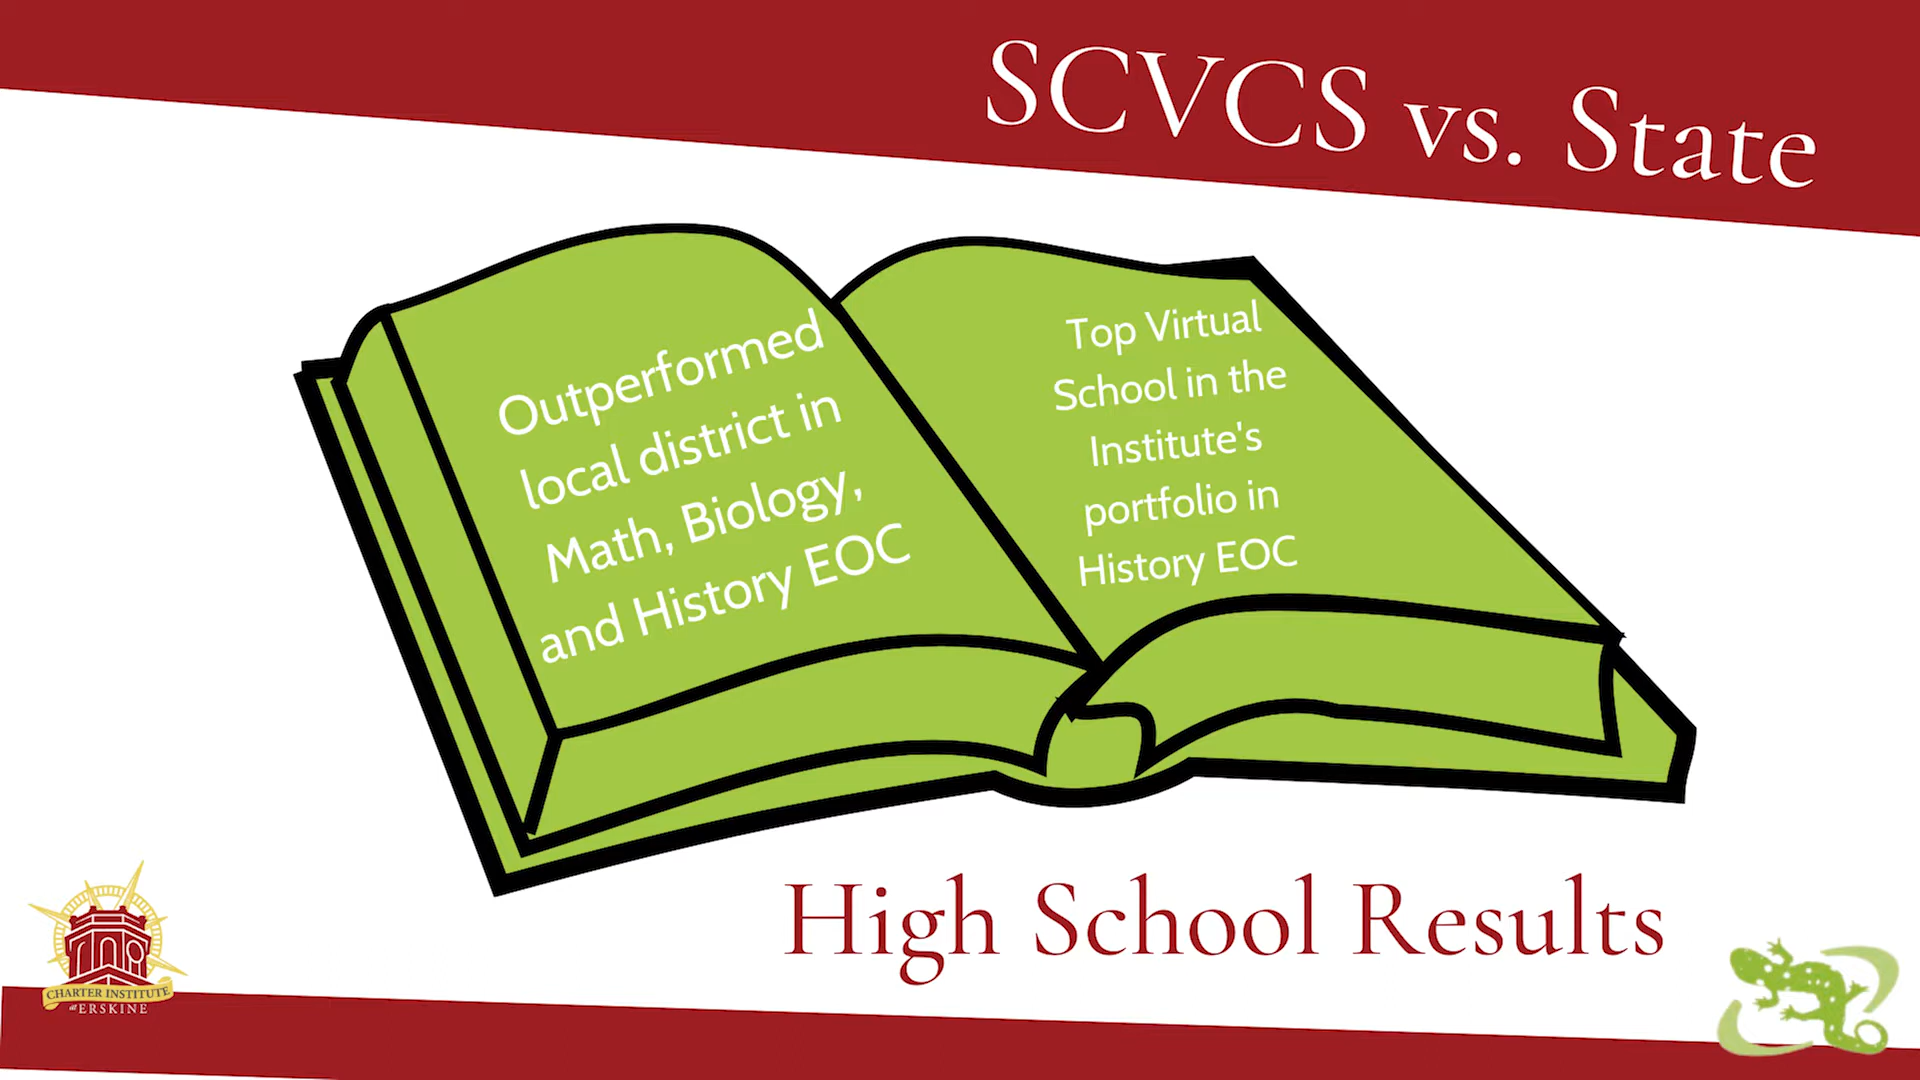 SCVCS vs. State
Outperformed
local district in
Math, Biology,
and History EOC
Top Virtual
School in the
Institute's
portfolio in
History EOC
High School Results
CHARTER INSTITUTE
at ERSKINE